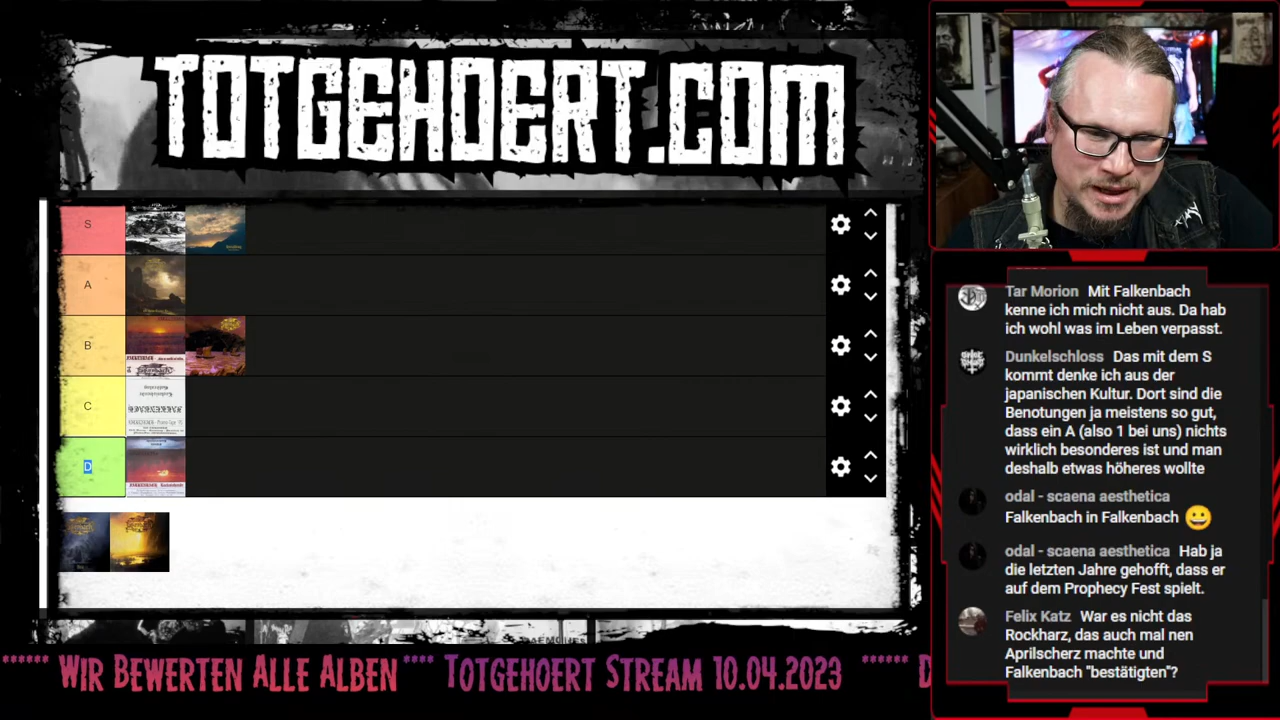 TOTGEHOERT.COM
S
A
B
C
D
****** WIR BEWERTEN ALLE ALBEN **** TOTGEHOERT STREAM 10.04.2023 ****** D
Tar Morion Mit Falkenbach
kenne ich mich nicht aus. Da hab
ich wohl was im Leben verpasst.
Dunkelschloss Das mit dem S
kommt denke ich aus der
japanischen Kultur. Dort sind die
Benotungen ja meistens so gut,
dass ein A (also 1 bei uns) nichts
wirklich besonderes ist und man
deshalb etwas höheres wollte
odal - scaena aesthetica
Falkenbach in Falkenbach 😀
odal - scaena aesthetica Hab ja
die letzten Jahre gehofft, dass er
auf dem Prophecy Fest spielt.
Felix Katz War es nicht das
Rockharz, das auch mal nen
Aprilscherz machte und
Falkenbach "bestätigten"?